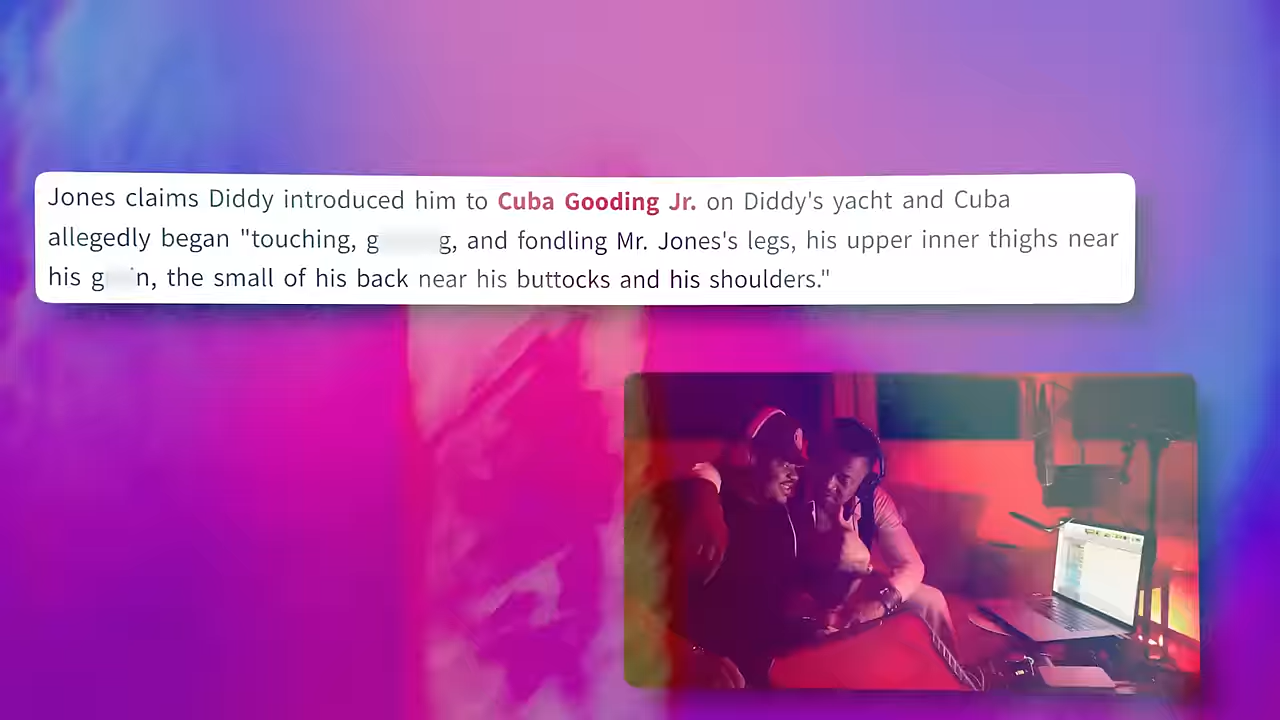 Jones claims Diddy introduced him to Cuba Gooding Jr. on Diddy's yacht and Cuba
allegedly began "touching, g g, and fondling Mr. Jones's legs, his upper inner thighs near
his g n, the small of his back near his buttocks and his shoulders."